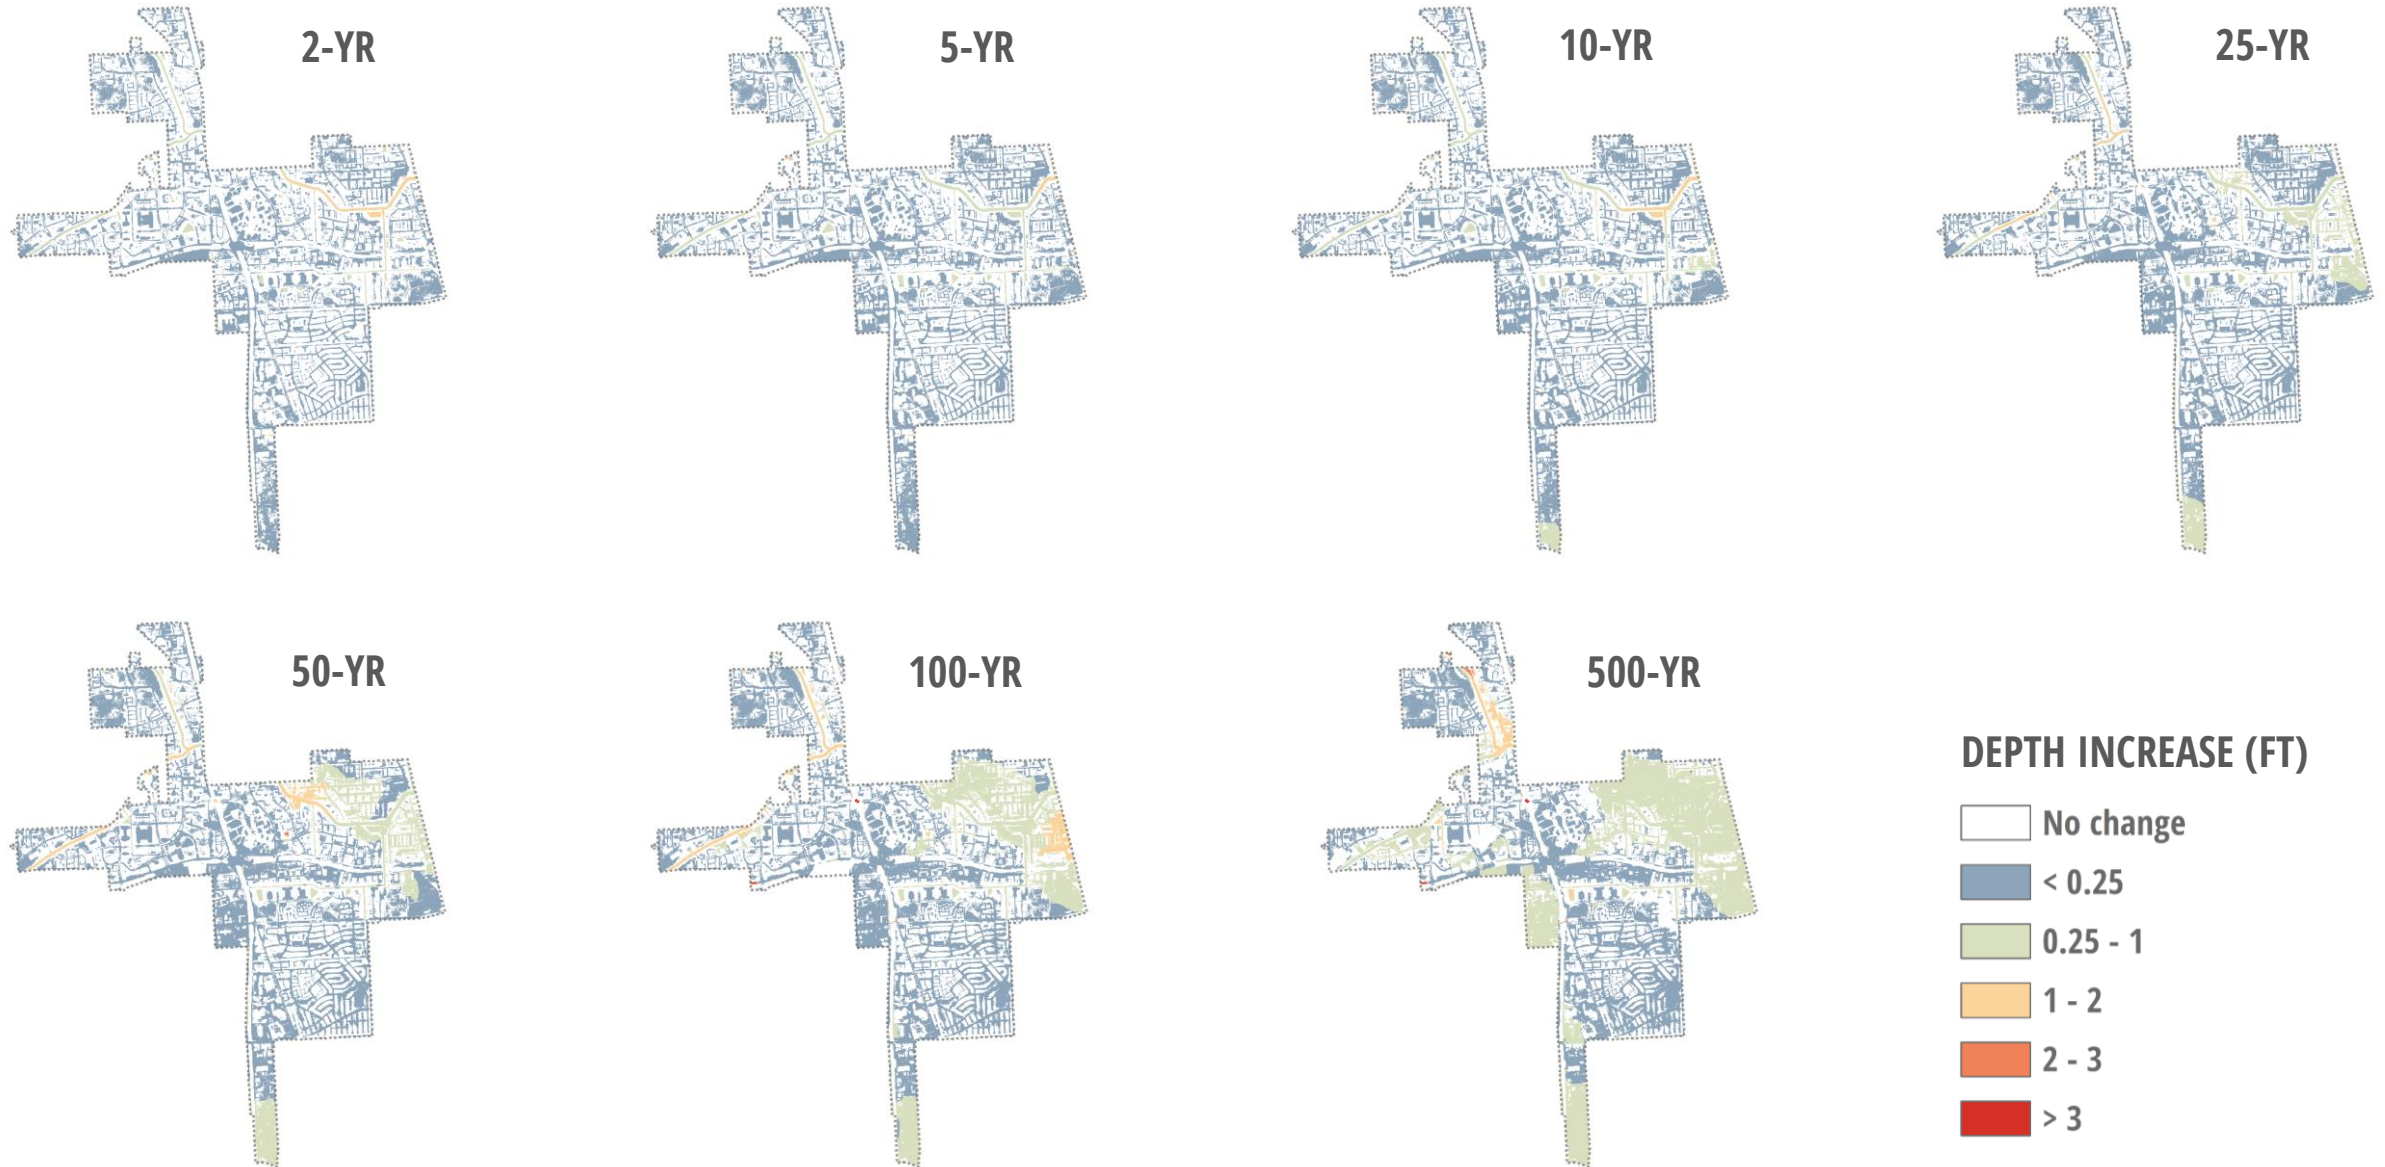 2-YR
5-YR
10-YR
25-YR
50-YR
100-YR
500-YR
DEPTH INCREASE (FT)
No change
< 0.25
0.25 - 1
1 - 2
2 - 3
> 3